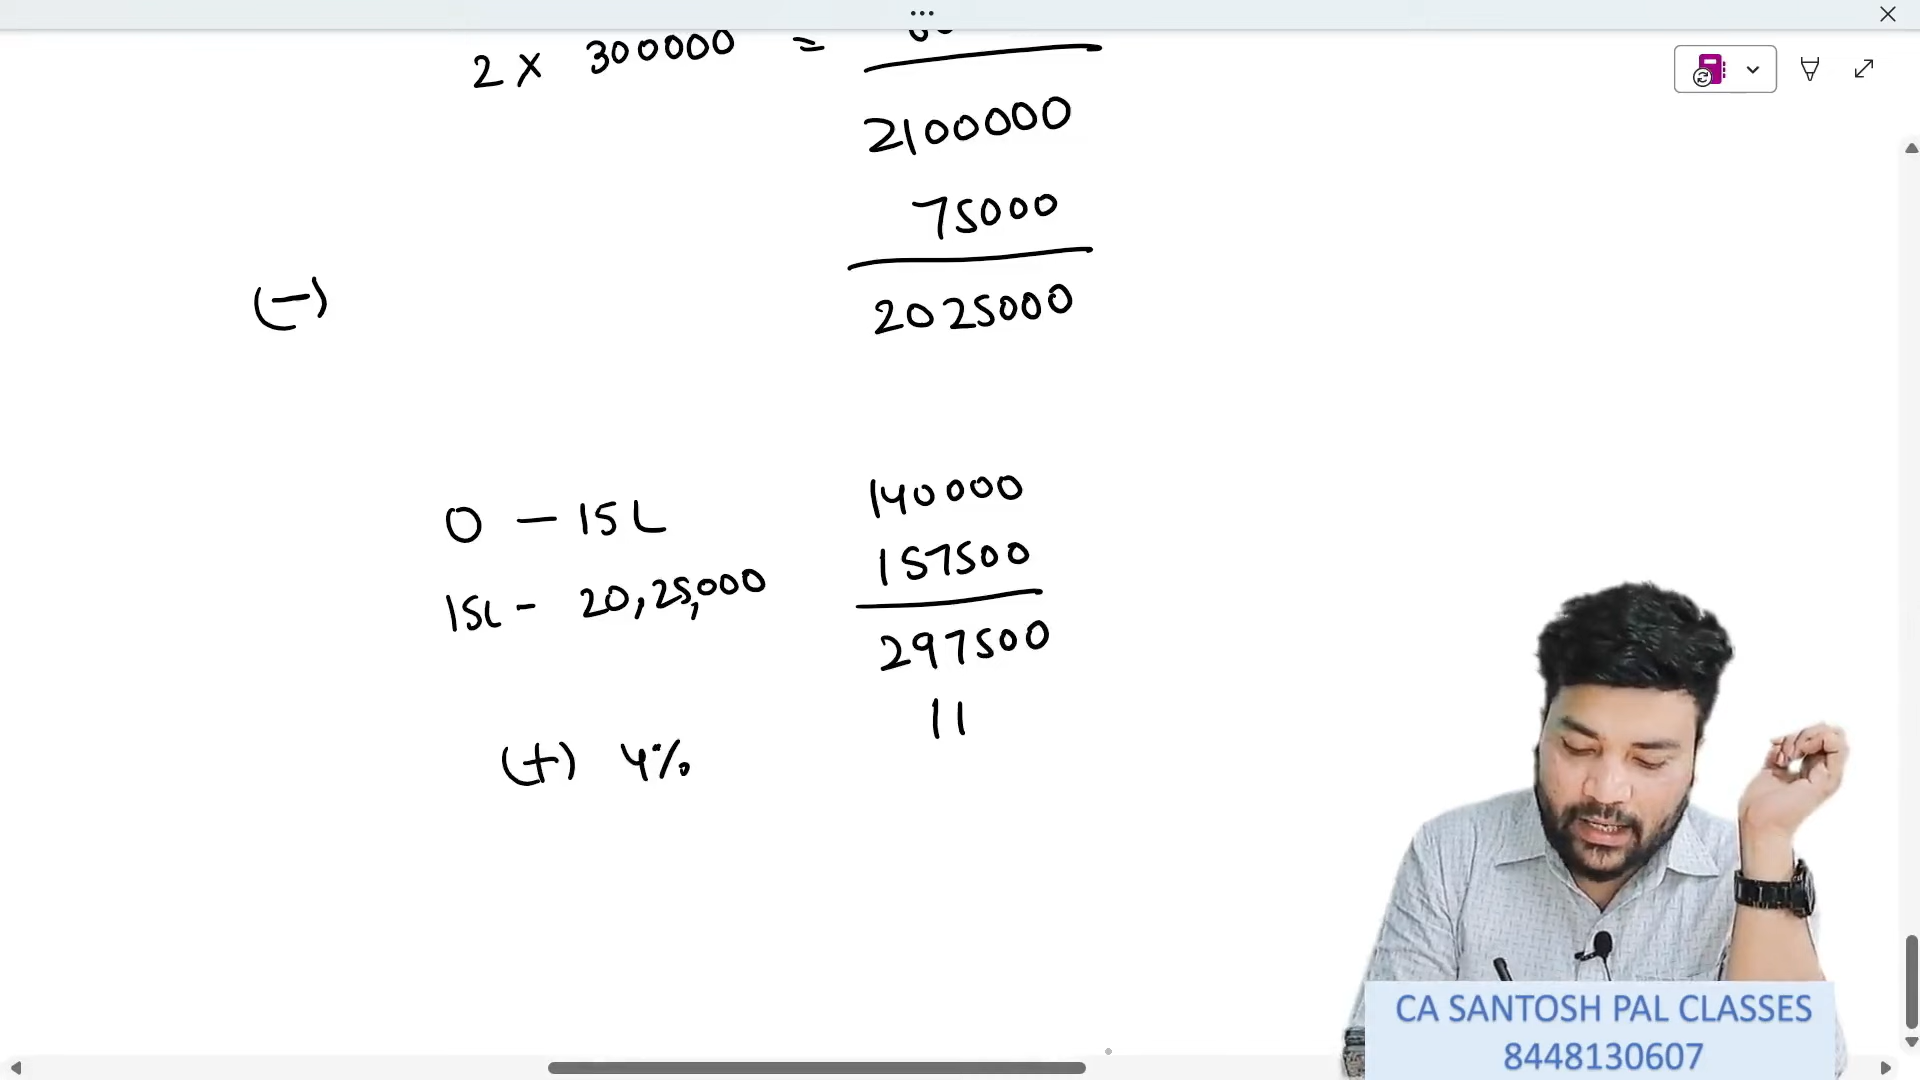 2 x 300000 =
2100000
75000
(-)
2025000
0 - 15L 140000
15L - 20,25,000 157500
297500
11
(+) 4%
CA SANTOSH PAL CLASSES
8448130607